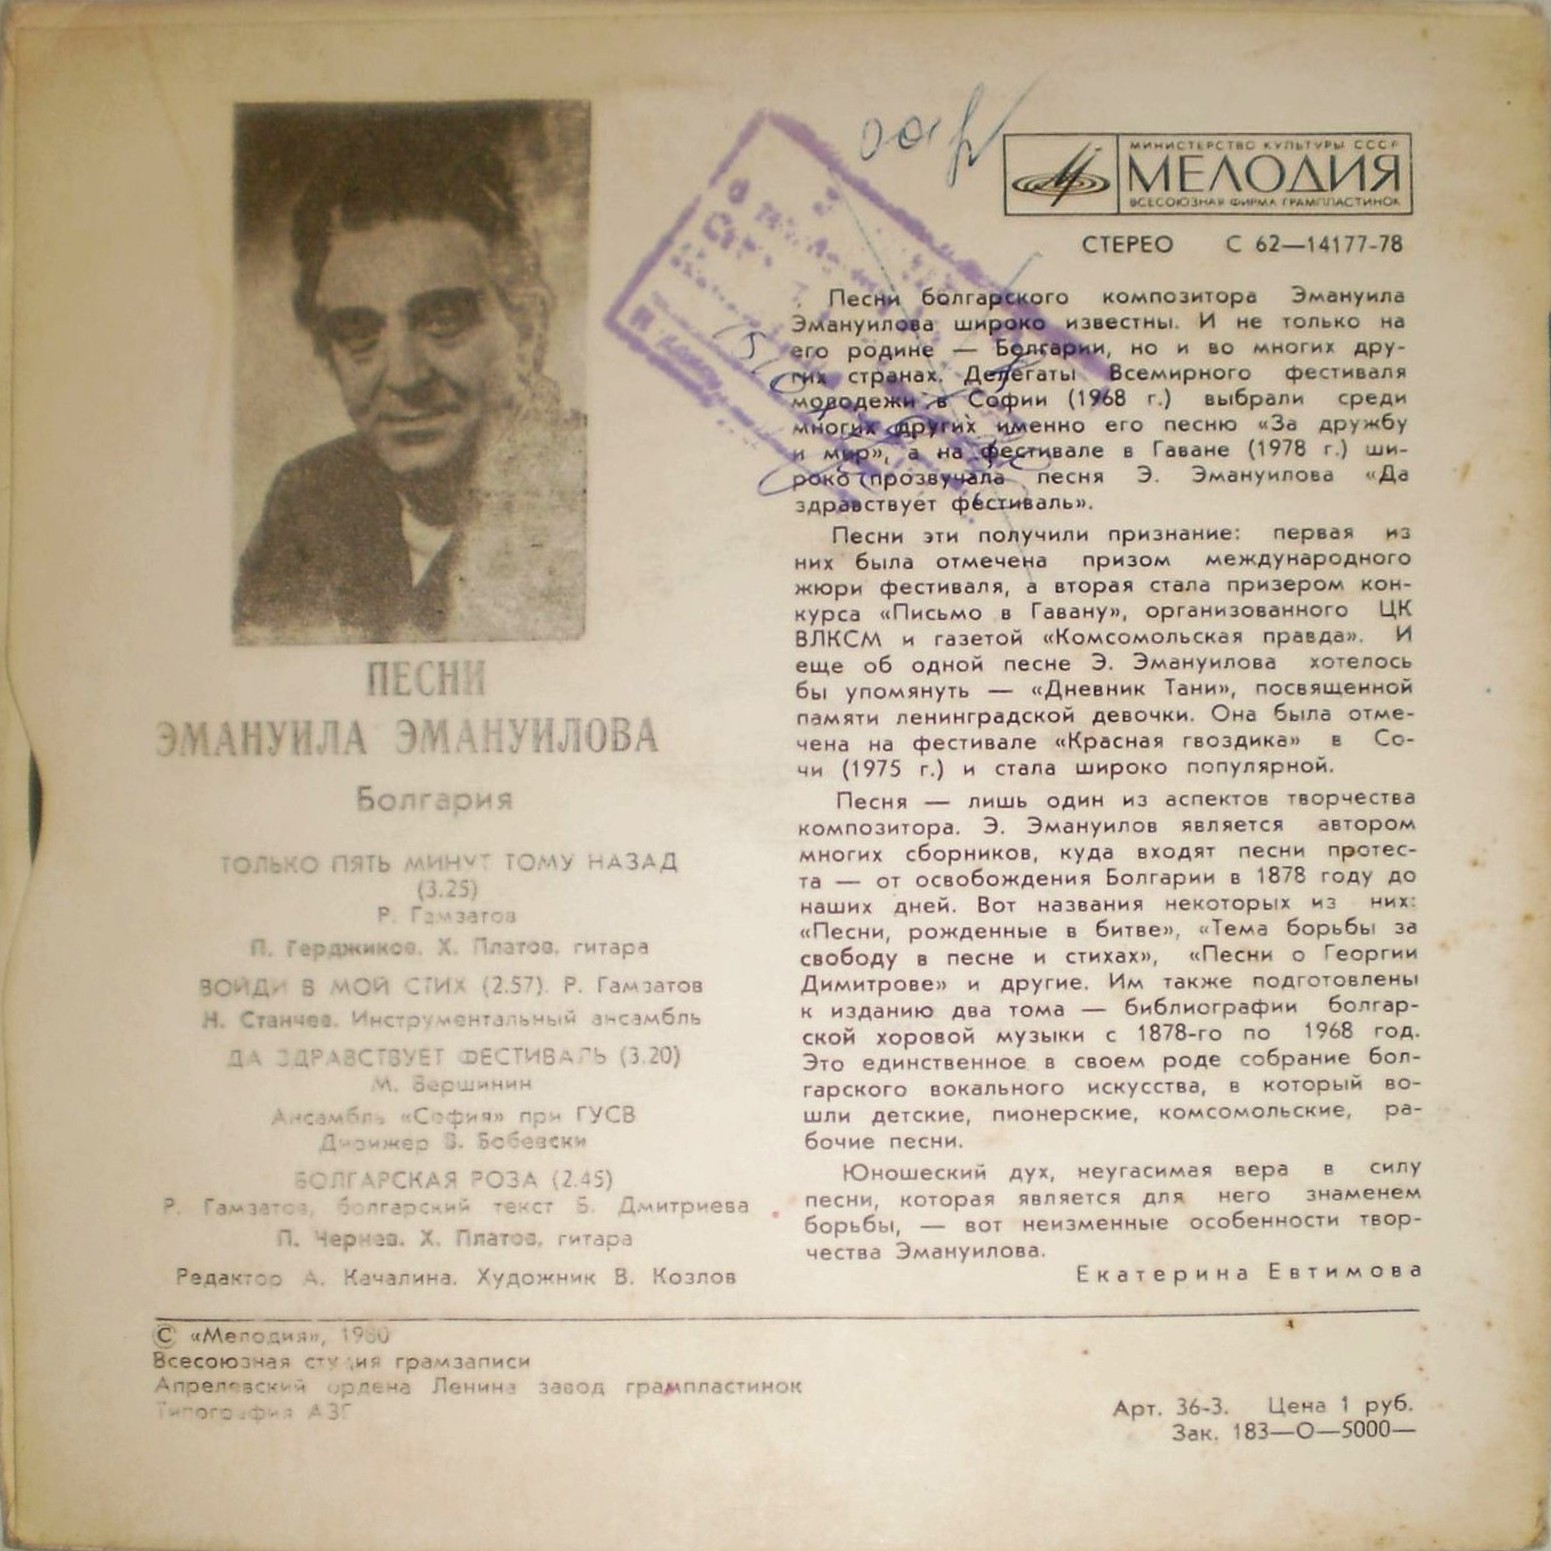 МИНИСТЕРСТВО КУЛЬТУРЫ СССР
МЕЛОДИЯ
ВСЕСОЮЗНАЯ ФИРМА ГРАМПЛАСТИНОК
СТЕРЕО С 62—14177-78
ПЕСНИ
ЭМАНУИЛА ЭМАНУИЛОВА
Болгария
ТОЛЬКО ПЯТЬ МИНУТ ТОМУ НАЗАД
(3.25)
Р. Гамзатов
П. Герджиков, Х. Платов, гитара
ВОЙДИ В МОЙ СТИХ (2.57). Р. Гамзатов
Н. Станчев. Инструментальный ансамбль
ДА ЗДРАВСТВУЕТ ФЕСТИВАЛЬ (3.20)
М. Вершинин
Ансамбль «София» при ГУСВ
Дирижер В. Бобевски
БОЛГАРСКАЯ РОЗА (2.45)
Р. Гамзатов, болгарский текст Б. Дмитриева
П. Чернев. Х. Платов, гитара
Редактор А. Качалина. Художник В. Козлов
Песни болгарского композитора Эмануила
Эмануилова широко известны. И не только на
его родине — Болгарии, но и во многих дру-
гих странах. Делегаты Всемирного фестиваля
молодежи в Софии (1968 г.) выбрали среди
многих других именно его песню «За дружбу
и мир», а на фестивале в Гаване (1978 г.) ши-
роко прозвучала песня Э. Эмануилова «Да
здравствует фестиваль».
Песни эти получили признание: первая из
них была отмечена призом международного
жюри фестиваля, а вторая стала призером кон-
курса «Письмо в Гавану», организованного ЦК
ВЛКСМ и газетой «Комсомольская правда». И
еще об одной песне Э. Эмануилова хотелось
бы упомянуть — «Дневник Тани», посвященной
памяти ленинградской девочки. Она была отме-
чена на фестивале «Красная гвоздика» в Со-
чи (1975 г.) и стала широко популярной.
Песня — лишь один из аспектов творчества
композитора. Э. Эмануилов является автором
многих сборников, куда входят песни протес-
та — от освобождения Болгарии в 1878 году до
наших дней. Вот названия некоторых из них:
«Песни, рожденные в битве», «Тема борьбы за
свободу в песне и стихах», «Песни о Георгии
Димитрове» и другие. Им также подготовлены
к изданию два тома — библиографии болгар-
ской хоровой музыки с 1878-го по 1968 год.
Это единственное в своем роде собрание бол-
гарского вокального искусства, в который во-
шли детские, пионерские, комсомольские, ра-
бочие песни.
Юношеский дух, неугасимая вера в силу
песни, которая является для него знаменем
борьбы, — вот неизменные особенности твор-
чества Эмануилова.
Екатерина Евтимова
© «Мелодия», 1980
Всесоюзная студия грамзаписи
Апрелевский ордена Ленина завод грампластинок
Типография АЗГ
Арт. 36-3. Цена 1 руб.
Зак. 183—О—5000—